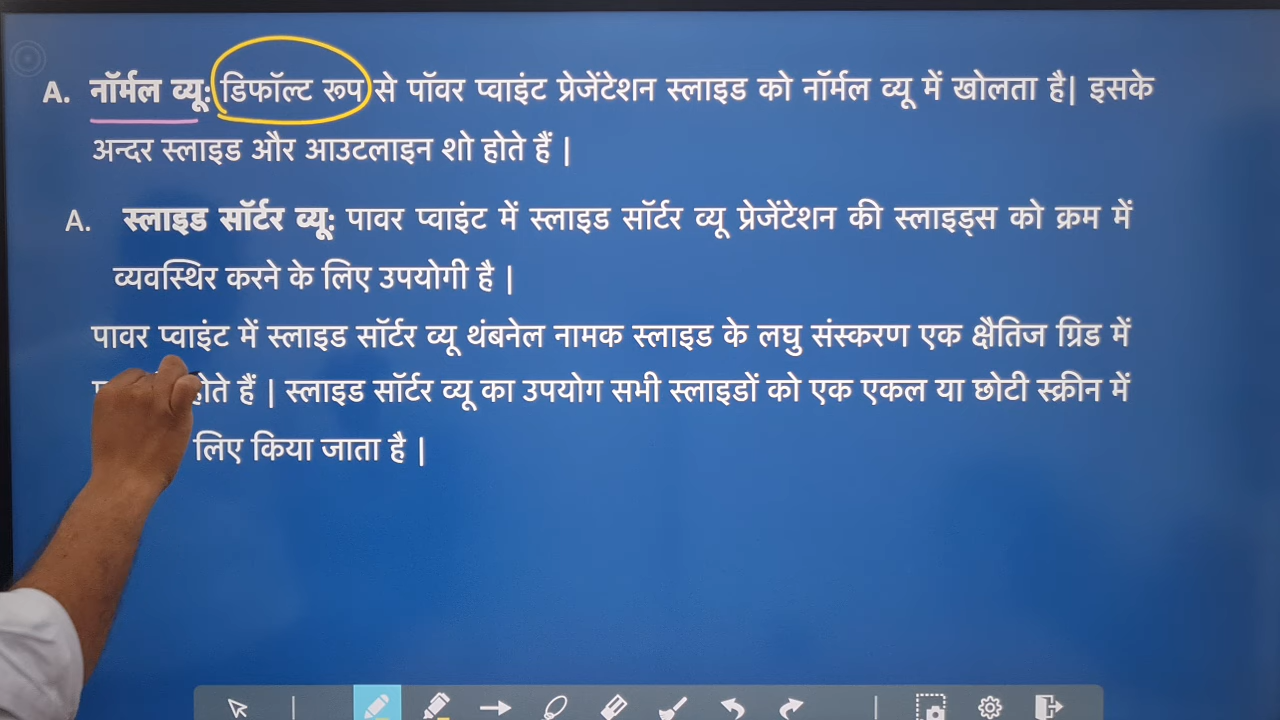 A. नॉर्मल व्यू: डिफॉल्ट रूप से पॉवर प्वाइंट प्रेजेंटेशन स्लाइड को नॉर्मल व्यू में खोलता है| इसके
अन्दर स्लाइड और आउटलाइन शो होते हैं |
A. स्लाइड सॉर्टर व्यू: पावर प्वाइंट में स्लाइड सॉर्टर व्यू प्रेजेंटेशन की स्लाइड्स को क्रम में
व्यवस्थिर करने के लिए उपयोगी है |
पावर प्वाइंट में स्लाइड सॉर्टर व्यू थंबनेल नामक स्लाइड के लघु संस्करण एक क्षैतिज ग्रिड में
होते हैं | स्लाइड सॉर्टर व्यू का उपयोग सभी स्लाइडों को एक एकल या छोटी स्क्रीन में
लिए किया जाता है |